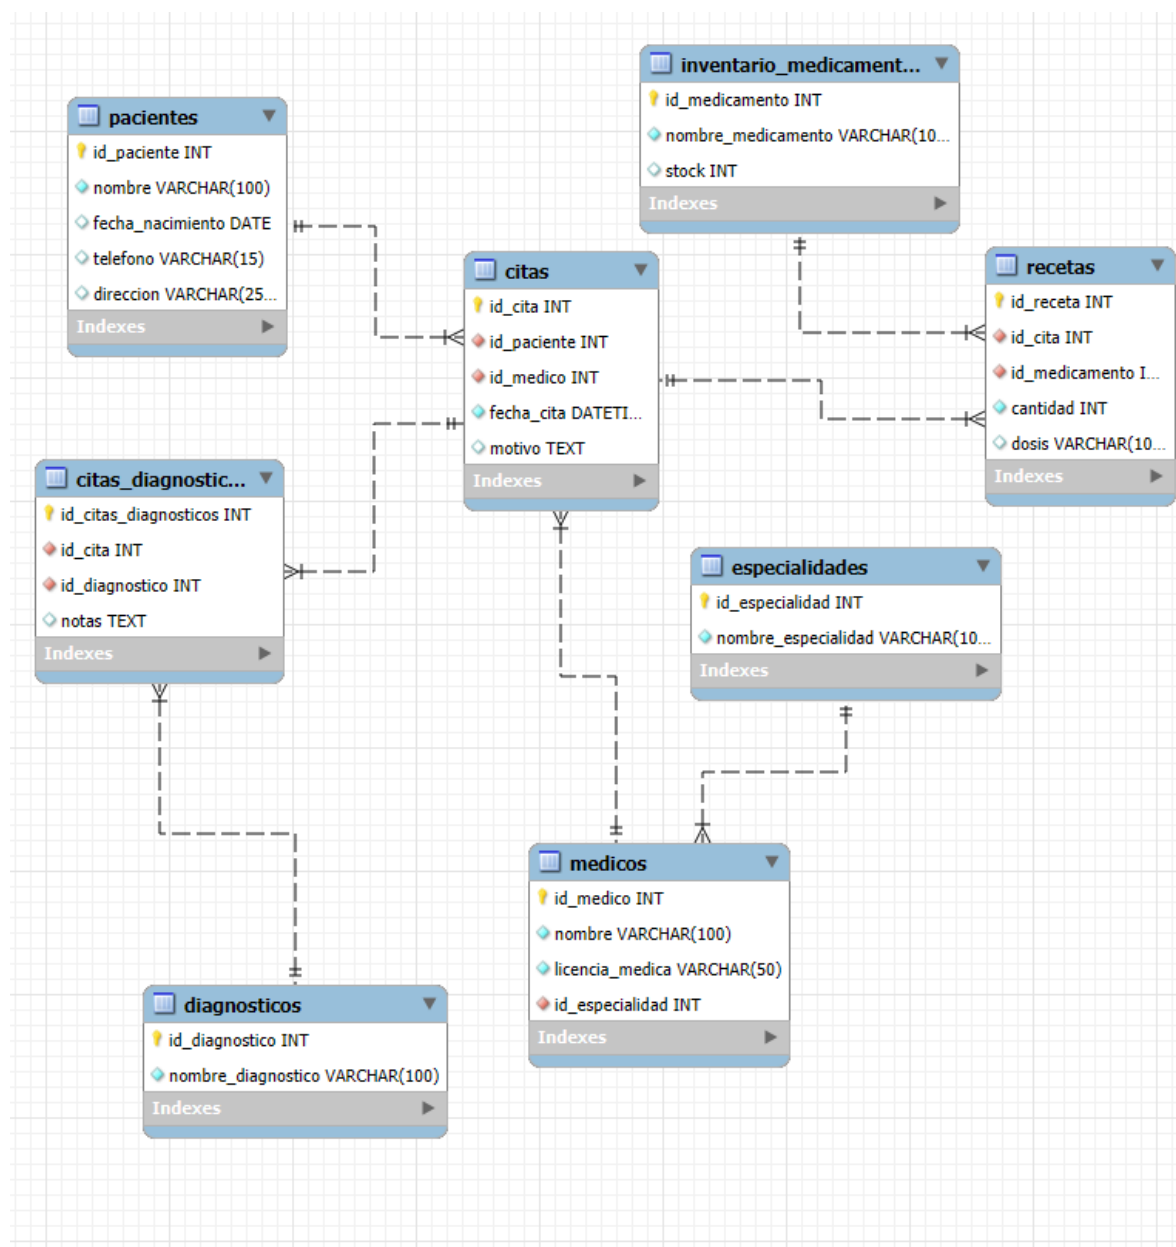 pacientes
id_paciente INT
nombre VARCHAR(100)
fecha_nacimiento DATE
telefono VARCHAR(15)
direccion VARCHAR(25...
Indexes
inventario_medicament...
id_medicamento INT
nombre_medicamento VARCHAR(10...
stock INT
Indexes
citas
id_cita INT
id_paciente INT
id_medico INT
fecha_cita DATETI...
motivo TEXT
Indexes
recetas
id_receta INT
id_cita INT
id_medicamento I...
cantidad INT
dosis VARCHAR(10...
Indexes
citas_diagnostic...
id_citas_diagnosticos INT
id_cita INT
id_diagnostico INT
notas TEXT
Indexes
especialidades
id_especialidad INT
nombre_especialidad VARCHAR(10...
Indexes
medicos
id_medico INT
nombre VARCHAR(100)
licencia_medica VARCHAR(50)
id_especialidad INT
Indexes
diagnosticos
id_diagnostico INT
nombre_diagnostico VARCHAR(100)
Indexes